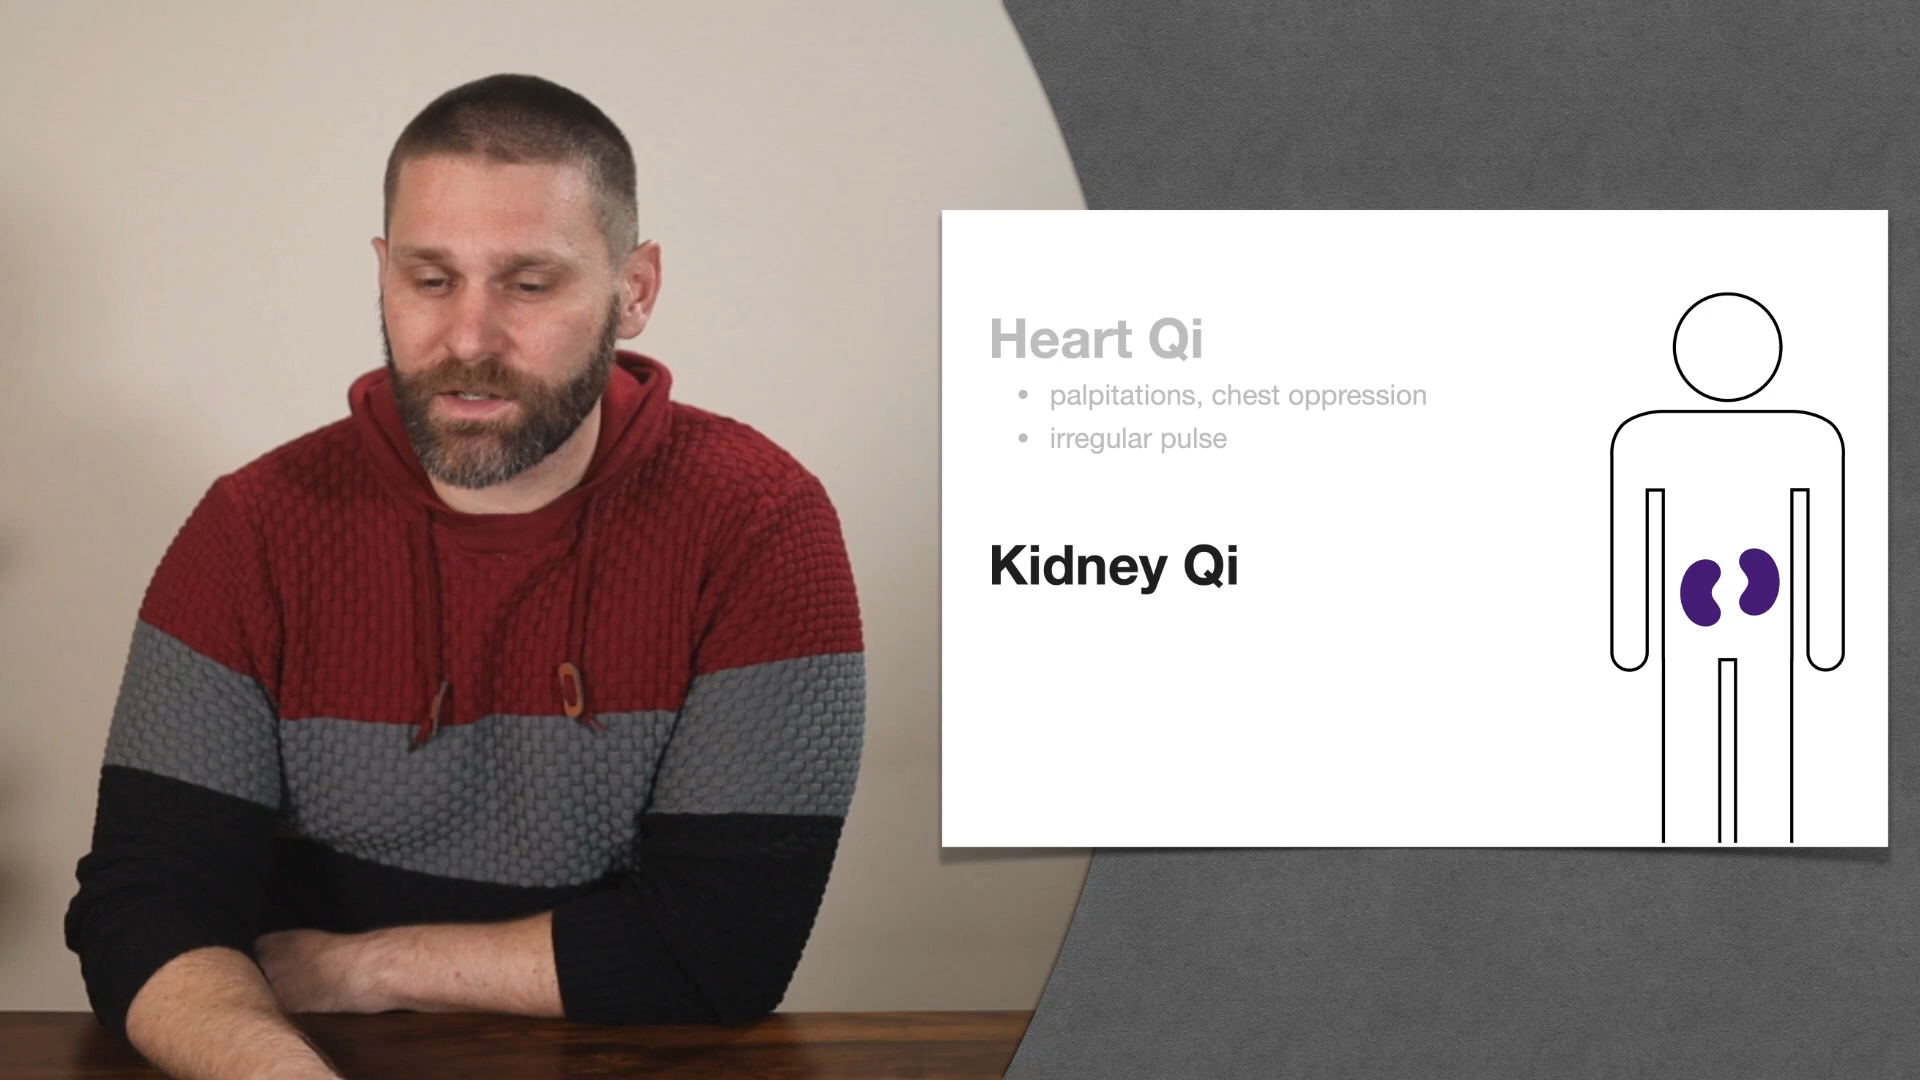 Heart Qi
• palpitations, chest oppression
• irregular pulse
Kidney Qi